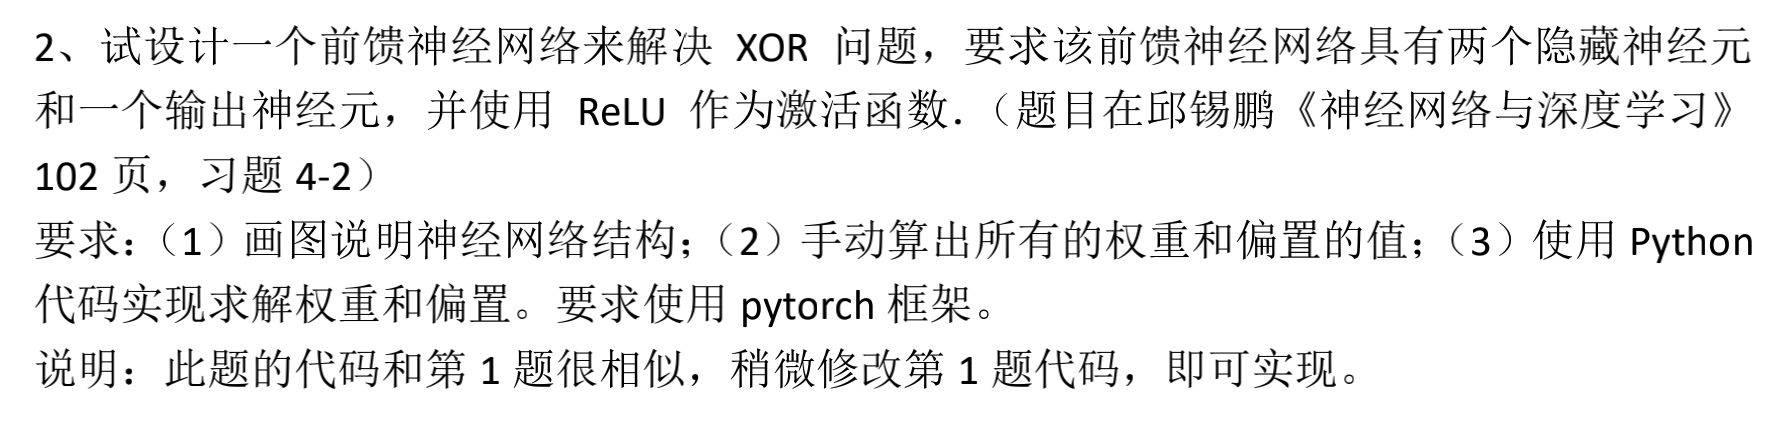 2、试设计一个前馈神经网络来解决 XOR 问题，要求该前馈神经网络具有两个隐藏神经元
和一个输出神经元，并使用 ReLU 作为激活函数．（题目在邱锡鹏《神经网络与深度学习》
102 页，习题 4-2）
要求：（1）画图说明神经网络结构；（2）手动算出所有的权重和偏置的值；（3）使用 Python
代码实现求解权重和偏置。要求使用 pytorch 框架。
说明：此题的代码和第 1 题很相似，稍微修改第 1 题代码，即可实现。